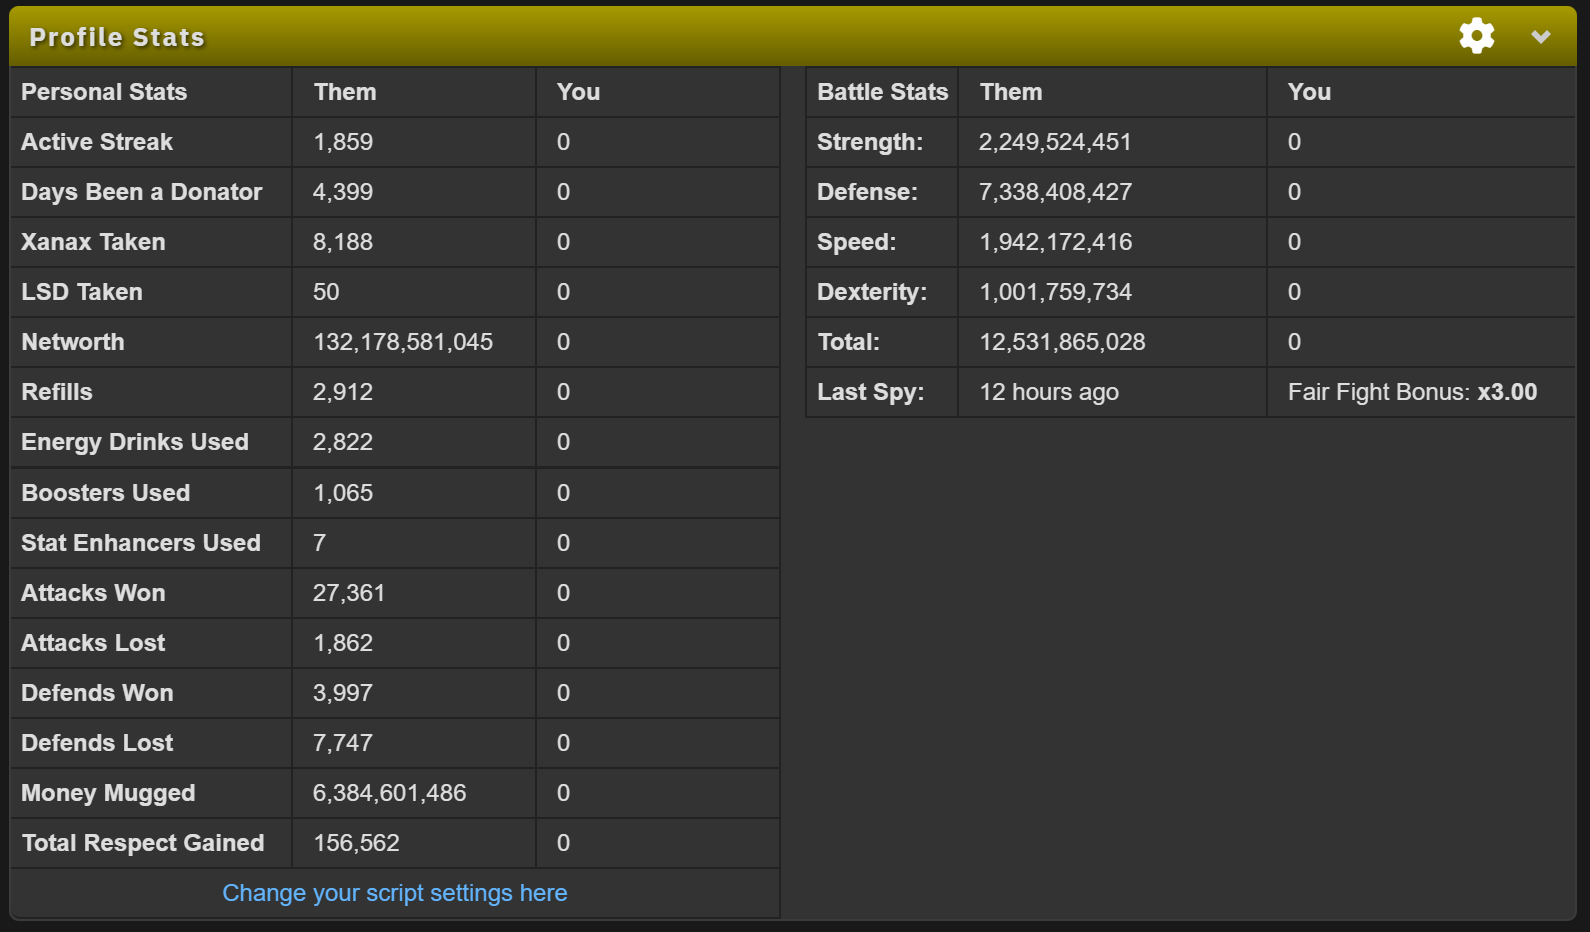 Profile Stats
Personal Stats Them You
Active Streak 1,859 0
Days Been a Donator 4,399 0
Xanax Taken 8,188 0
LSD Taken 50 0
Networth 132,178,581,045 0
Refills 2,912 0
Energy Drinks Used 2,822 0
Boosters Used 1,065 0
Stat Enhancers Used 7 0
Attacks Won 27,361 0
Attacks Lost 1,862 0
Defends Won 3,997 0
Defends Lost 7,747 0
Money Mugged 6,384,601,486 0
Total Respect Gained 156,562 0
Change your script settings here
Battle Stats Them You
Strength: 2,249,524,451 0
Defense: 7,338,408,427 0
Speed: 1,942,172,416 0
Dexterity: 1,001,759,734 0
Total: 12,531,865,028 0
Last Spy: 12 hours ago Fair Fight Bonus: x3.00